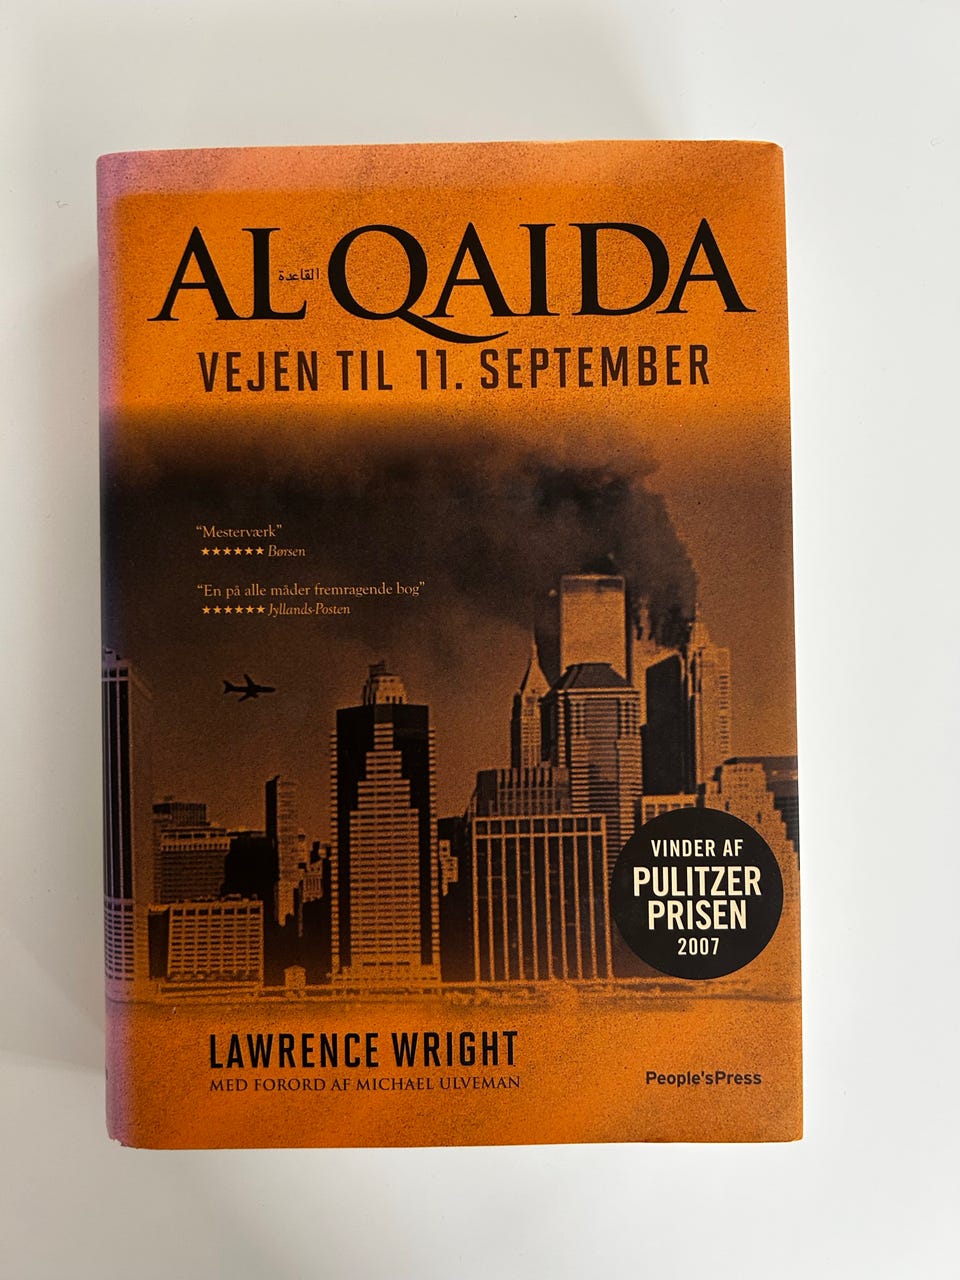 AL QAIDA
القاعدة
VEJEN TIL 11. SEPTEMBER
“Mesterværk”
★★★★★★ Børsen
“En på alle måder fremragende bog”
★★★★★★ Jyllands-Posten
VINDER AF
PULITZER
PRISEN
2007
LAWRENCE WRIGHT
MED FORORD AF MICHAEL ULVEMAN
People'sPress